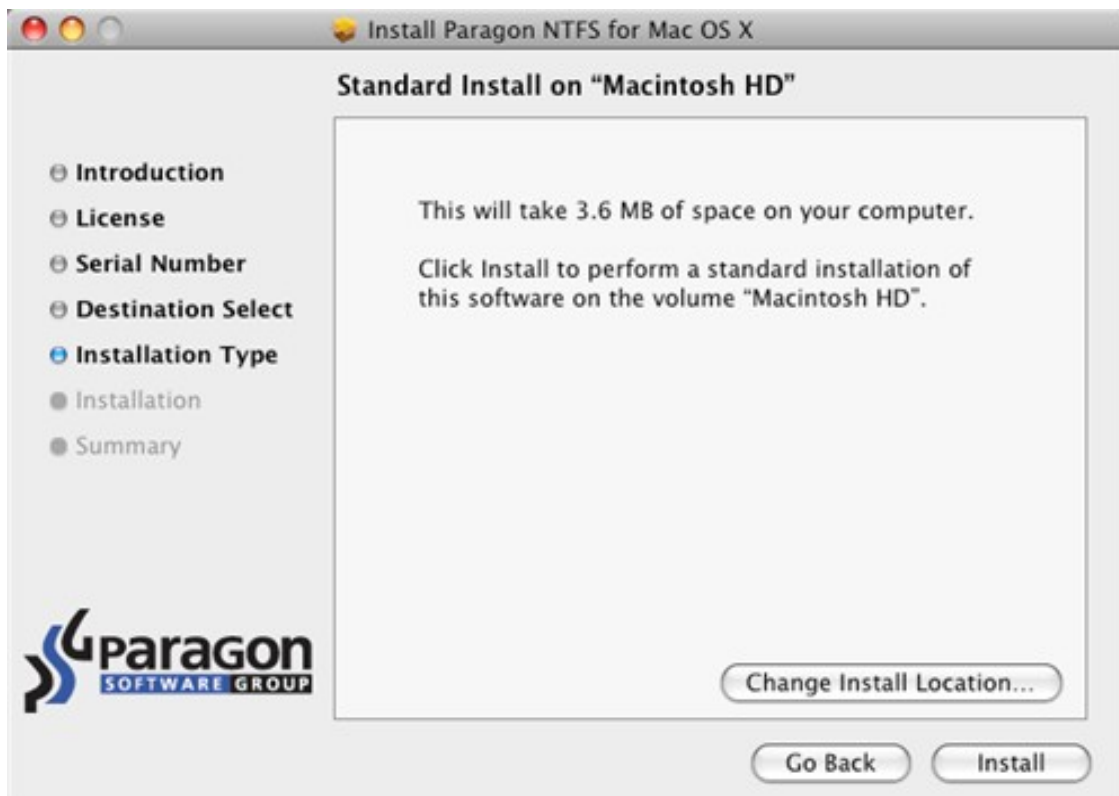 Install Paragon NTFS for Mac OS X
Standard Install on “Macintosh HD”
Introduction
License
Serial Number
Destination Select
Installation Type
Installation
Summary
This will take 3.6 MB of space on your computer.
Click Install to perform a standard installation of
this software on the volume “Macintosh HD”.
Paragon
SOFTWARE GROUP
Change Install Location...
Go Back
Install